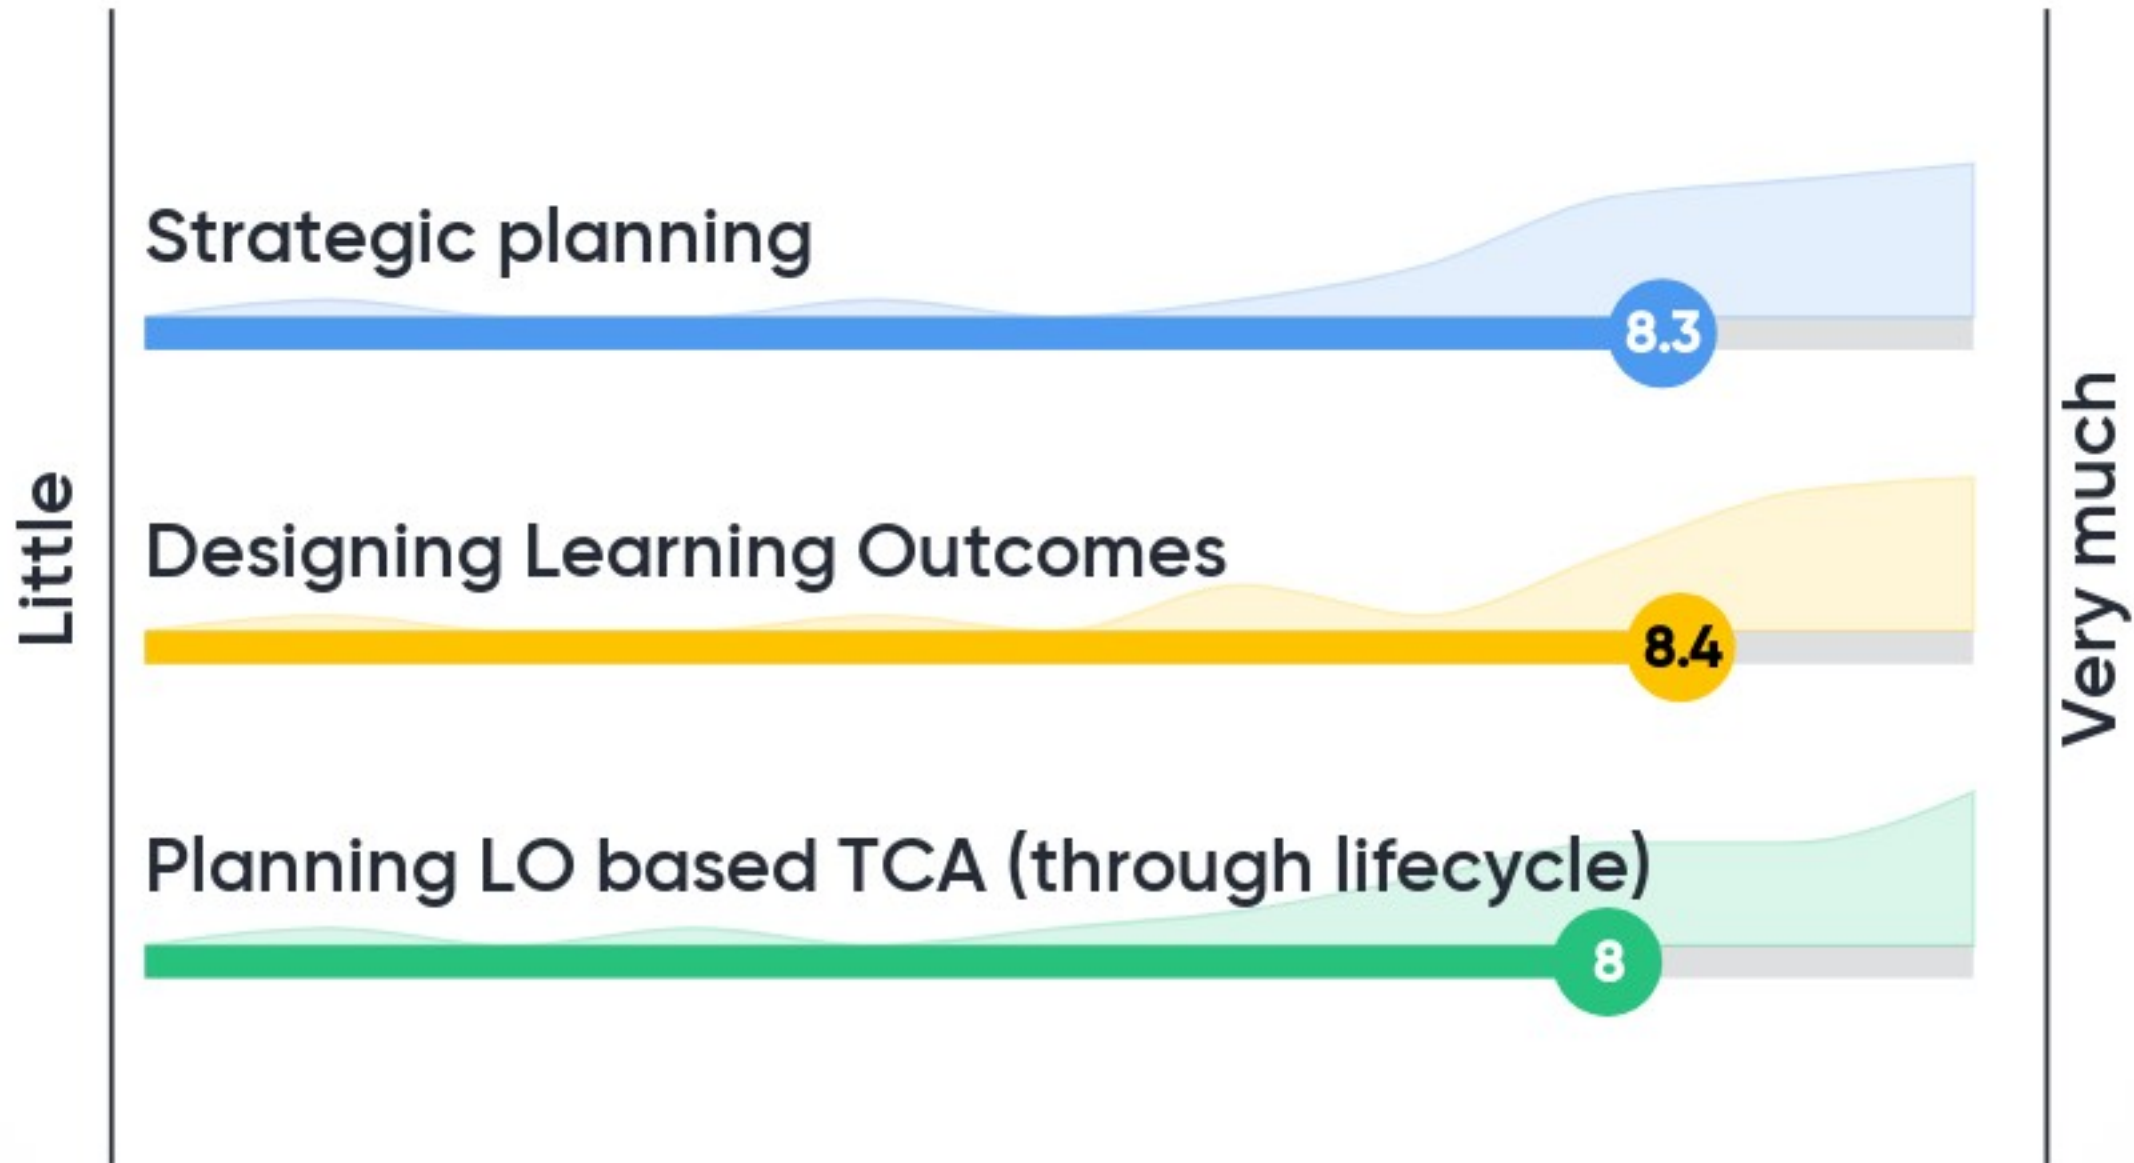 Strategic planning
8.3
Little
Designing Learning Outcomes
8.4
Very much
Planning LO based TCA (through lifecycle)
8